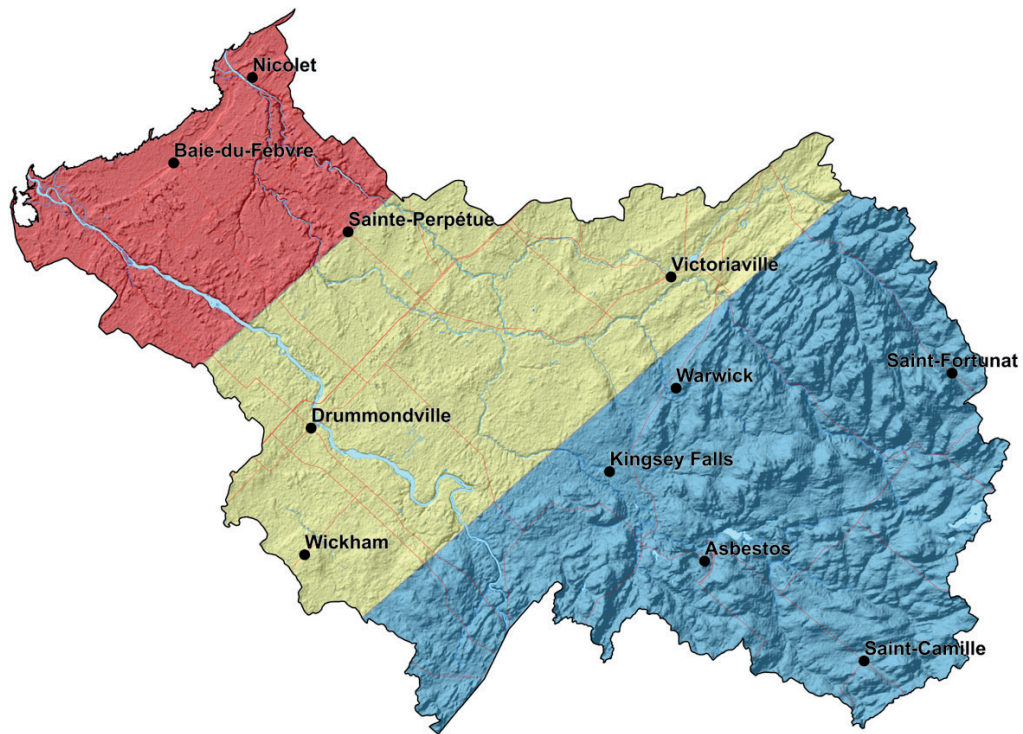 Nicolet
Baie-du-Febvre
Sainte-Perpétue
Victoriaville
Saint-Fortunat
Warwick
Drummondville
Kingsey Falls
Wickham
Asbestos
Saint-Camille